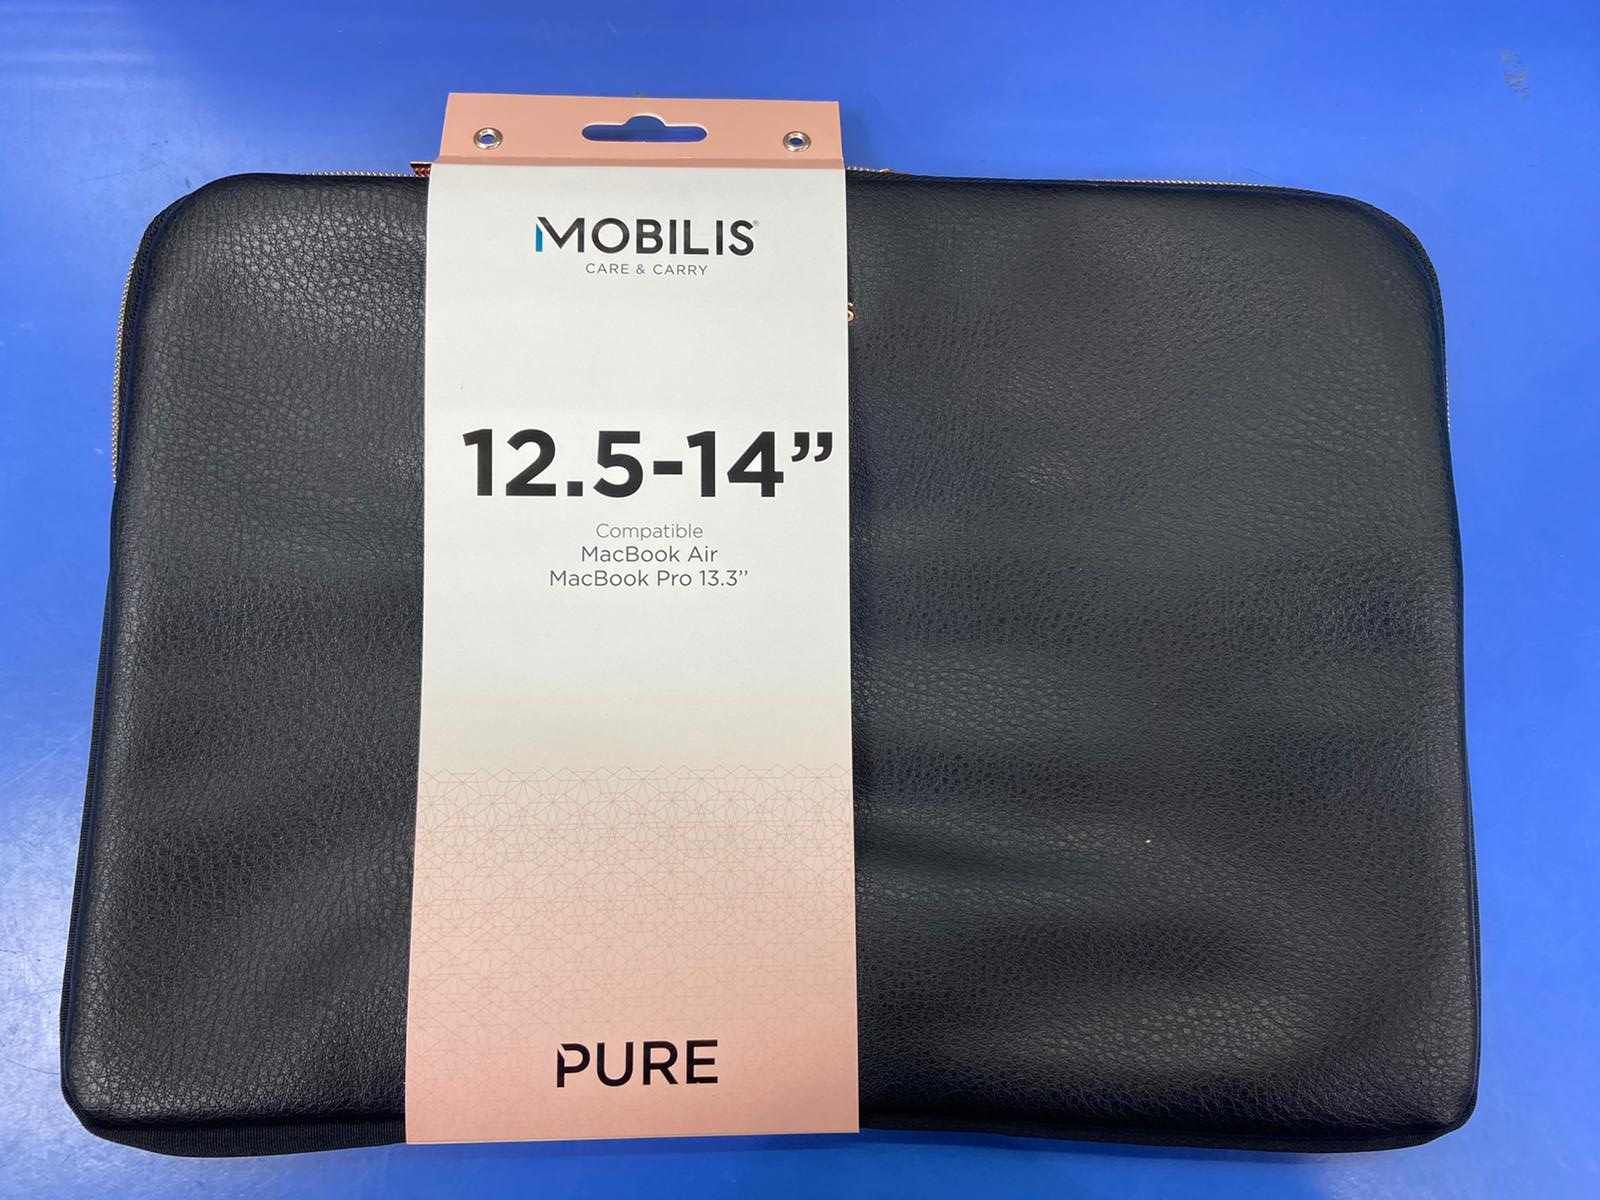 MOBILIS®
CARE & CARRY
S
12.5-14”
Compatible
MacBook Air
MacBook Pro 13.3’’
PURE